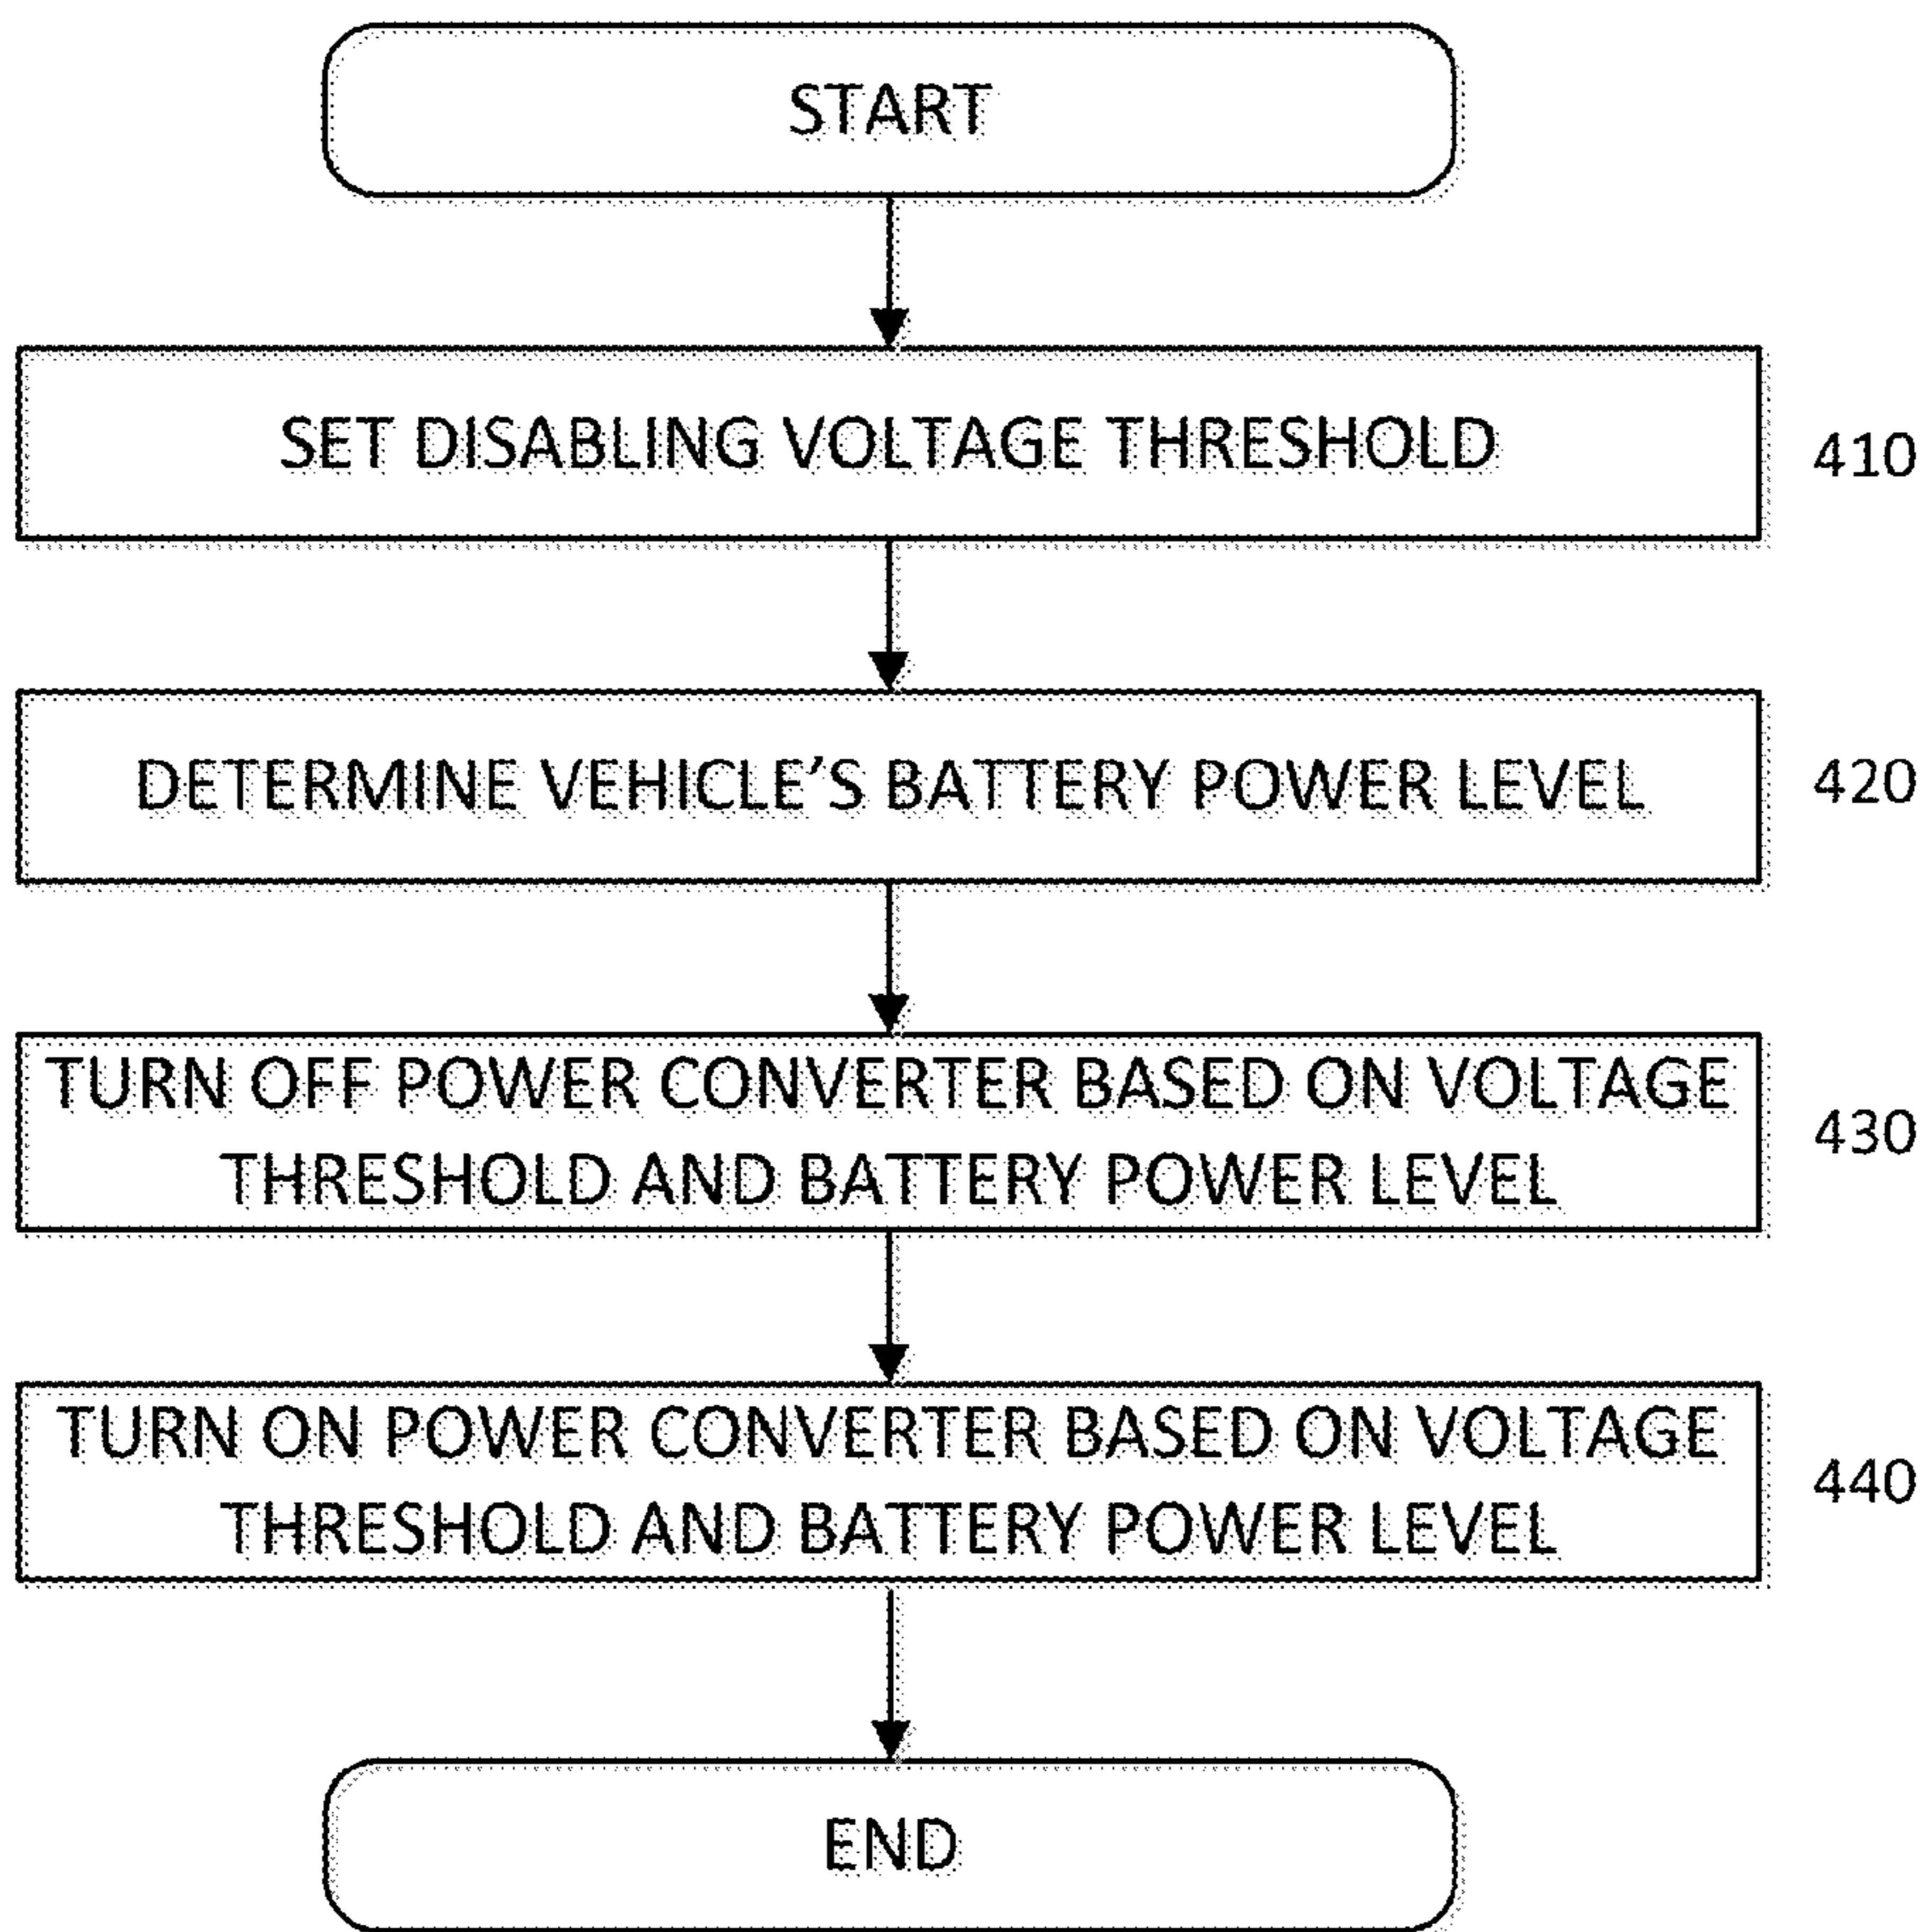 START
SET DISABLING VOLTAGE THRESHOLD
410
DETERMINE VEHICLE’S BATTERY POWER LEVEL
420
TURN OFF POWER CONVERTER BASED ON VOLTAGE
THRESHOLD AND BATTERY POWER LEVEL
430
TURN ON POWER CONVERTER BASED ON VOLTAGE
THRESHOLD AND BATTERY POWER LEVEL
440
END